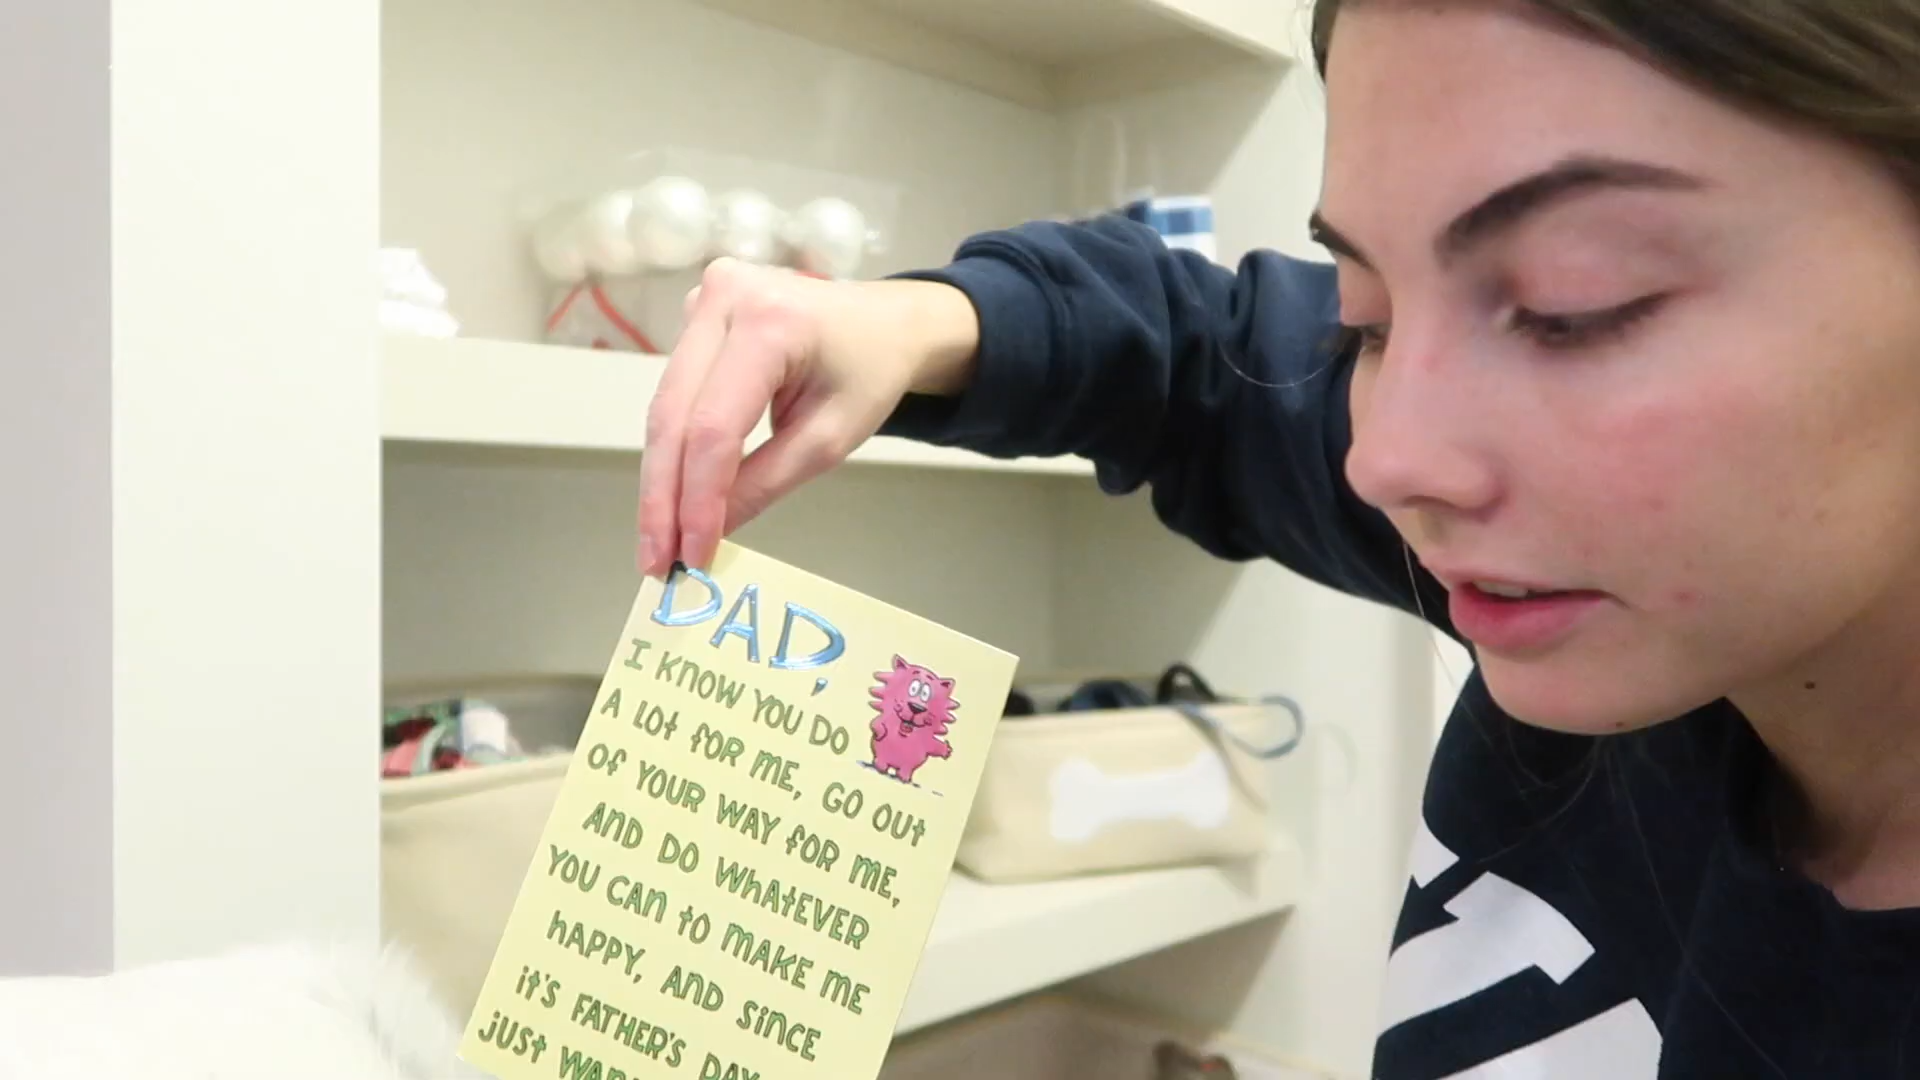 DAD,
I KNOW YOU DO
A LOT FOR ME, GO OUT
OF YOUR WAY FOR ME,
AND DO WHATEVER
YOU CAN TO MAKE ME
HAPPY, AND SINCE
IT'S FATHER'S DAY
JUST